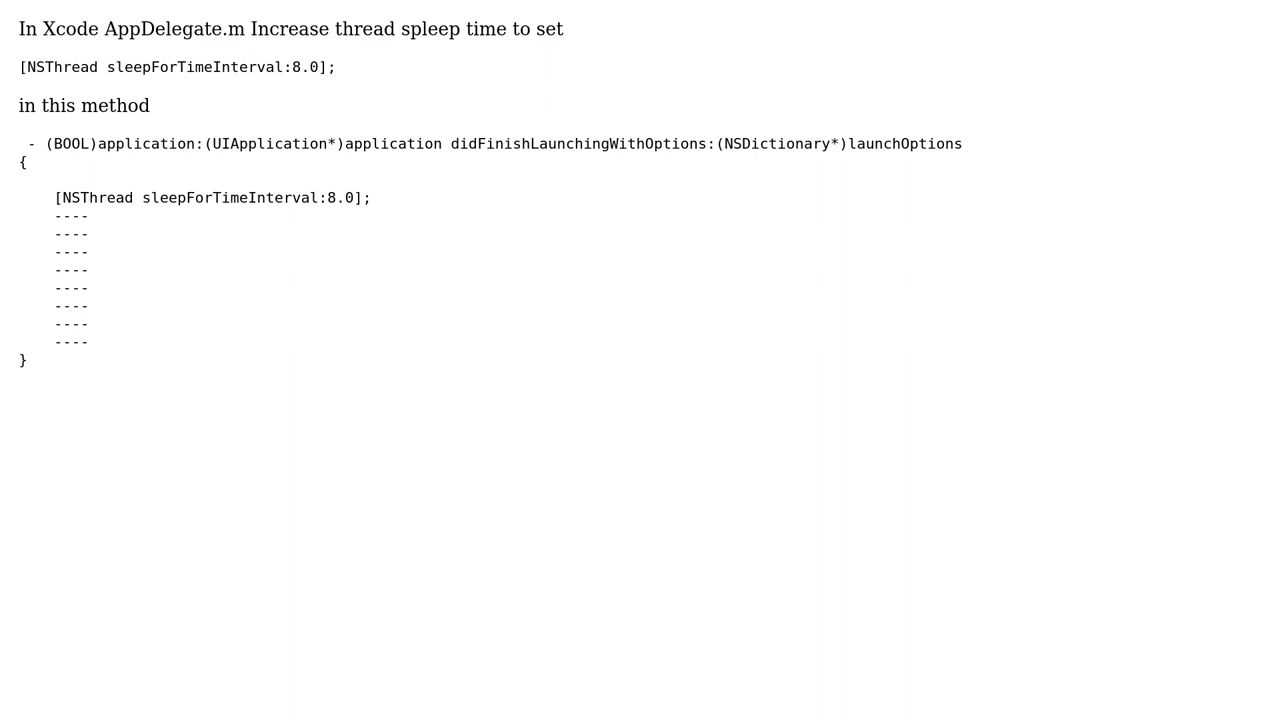 In Xcode AppDelegate.m Increase thread spleep time to set
[NSThread sleepForTimeInterval:8.0];
in this method
 - (BOOL)application:(UIApplication*)application didFinishLaunchingWithOptions:(NSDictionary*)launchOptions
{
    [NSThread sleepForTimeInterval:8.0];
    ----
    ----
    ----
    ----
    ----
    ----
    ----
    ----
}